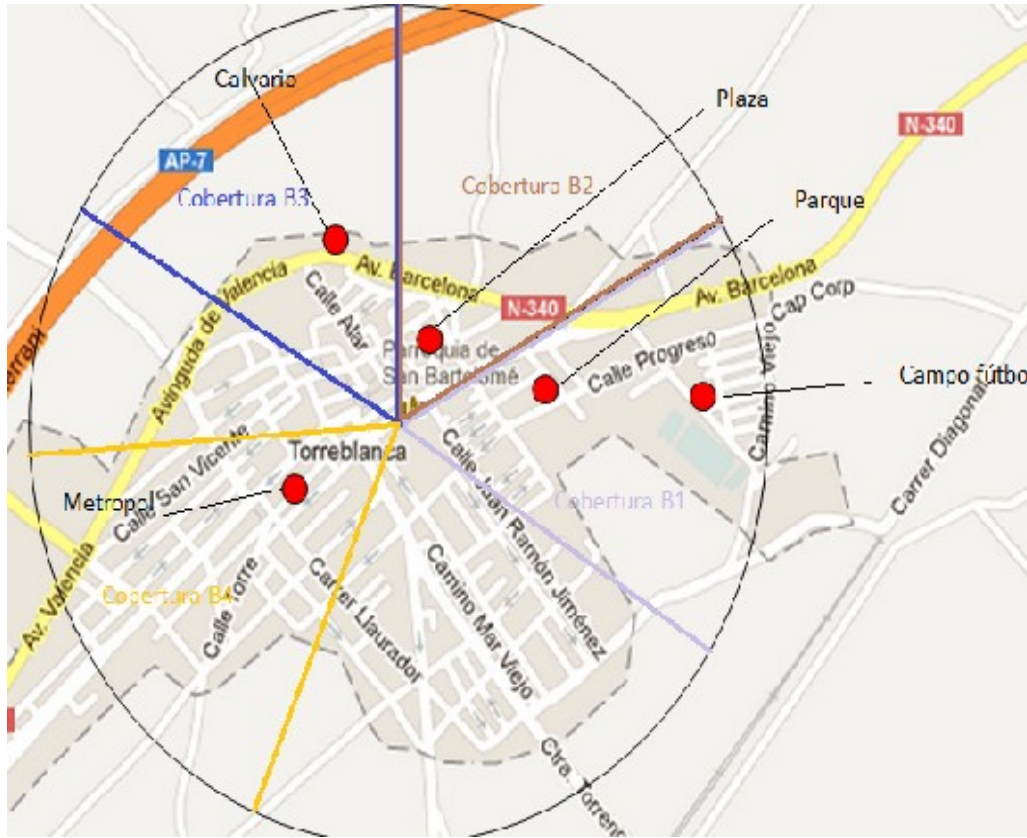 Calvario
Plaza
N-340
AP-7
Cobertura B2
Parque
Cobertura B3
Av. Barcelona
Avinguda de Valencia
Calle Alar
N-340
Av. Barcelona
Cap Corp
Parroquia de
San Bartolomé
Calle Progreso
Camino Viejo
Campo fútbo
Carrer Diagonal
Torreblanca
Calle San Vicente
Metropol
Cobertura B1
Calle Juan Ramón Jiménez
Av. Valencia
Cobertura B4
Calle Torre
Carrer Llaurador
Camino Mar Viejo
Ctra. Torreno